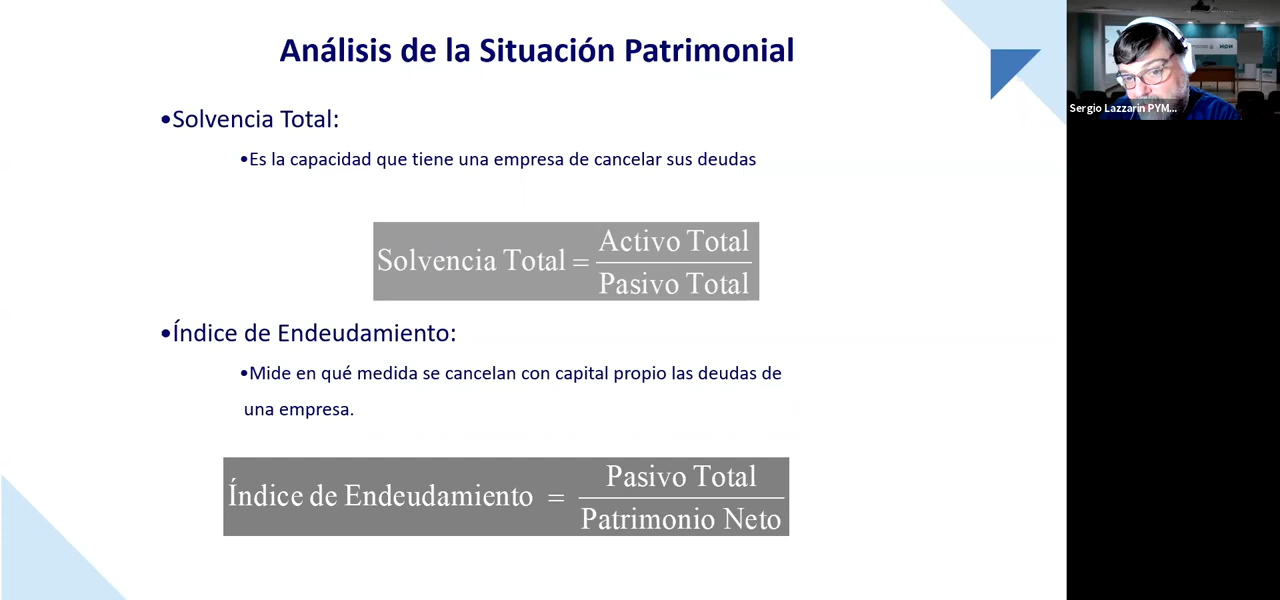 Análisis de la Situación Patrimonial
•Solvencia Total:
•Es la capacidad que tiene una empresa de cancelar sus deudas
Solvencia Total = Activo Total / Pasivo Total
•Índice de Endeudamiento:
•Mide en qué medida se cancelan con capital propio las deudas de
una empresa.
Índice de Endeudamiento = Pasivo Total / Patrimonio Neto
Sergio Lazzarin PYM...